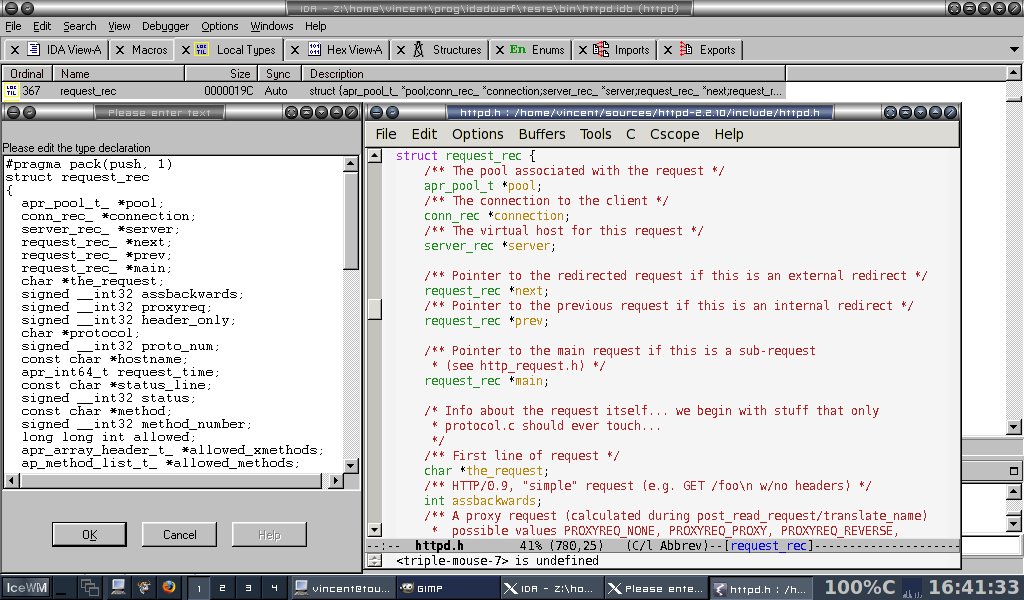 IDA - Z:\home\vincent\prog\idadwarf\tests\bin\httpd.idb (httpd)
File Edit Search View Debugger Options Windows Help
IDA View-A Macros Local Types Hex View-A Structures En Enums Imports Exports
Ordinal Name Size Sync Description
367 request_rec 0000019C Auto struct {apr_pool_t_ *pool;conn_rec_ *connection;server_rec_ *server;request_rec_ *next;request_r...
Please enter text
Please edit the type declaration
#pragma pack(push, 1)
struct request_rec
{
apr_pool_t_ *pool;
conn_rec_ *connection;
server_rec_ *server;
request_rec_ *next;
request_rec_ *prev;
request_rec_ *main;
char *the_request;
signed __int32 assbackwards;
signed __int32 proxyreq;
signed __int32 header_only;
char *protocol;
signed __int32 proto_num;
const char *hostname;
apr_int64_t request_time;
const char *status_line;
signed __int32 status;
const char *method;
signed __int32 method_number;
long long int allowed;
apr_array_header_t_ *allowed_xmethods;
ap_method_list_t_ *allowed_methods;
OK Cancel Help
httpd.h : /home/vincent/sources/httpd-2.2.10/include/httpd.h
File Edit Options Buffers Tools C Cscope Help
struct request_rec {
/** The pool associated with the request */
apr_pool_t *pool;
/** The connection to the client */
conn_rec *connection;
/** The virtual host for this request */
server_rec *server;
/** Pointer to the redirected request if this is an external redirect */
request_rec *next;
/** Pointer to the previous request if this is an internal redirect */
request_rec *prev;
/** Pointer to the main request if this is a sub-request
* (see http_request.h) */
request_rec *main;
/* Info about the request itself... we begin with stuff that only
* protocol.c should ever touch...
*/
/** First line of request */
char *the_request;
/** HTTP/0.9, "simple" request (e.g. GET /foo\n w/no headers) */
int assbackwards;
/** A proxy request (calculated during post_read_request/translate_name)
* possible values PROXYREQ_NONE, PROXYREQ_PROXY, PROXYREQ_REVERSE,
--:-- httpd.h 41% (780,25) (C/l Abbrev)--[request_rec]
<triple-mouse-7> is undefined
IceWM 1 2 3 4 vincent@tou... GIMP IDA - Z:\ho... Please ente... httpd.h : /h... 100%C 16:41:33